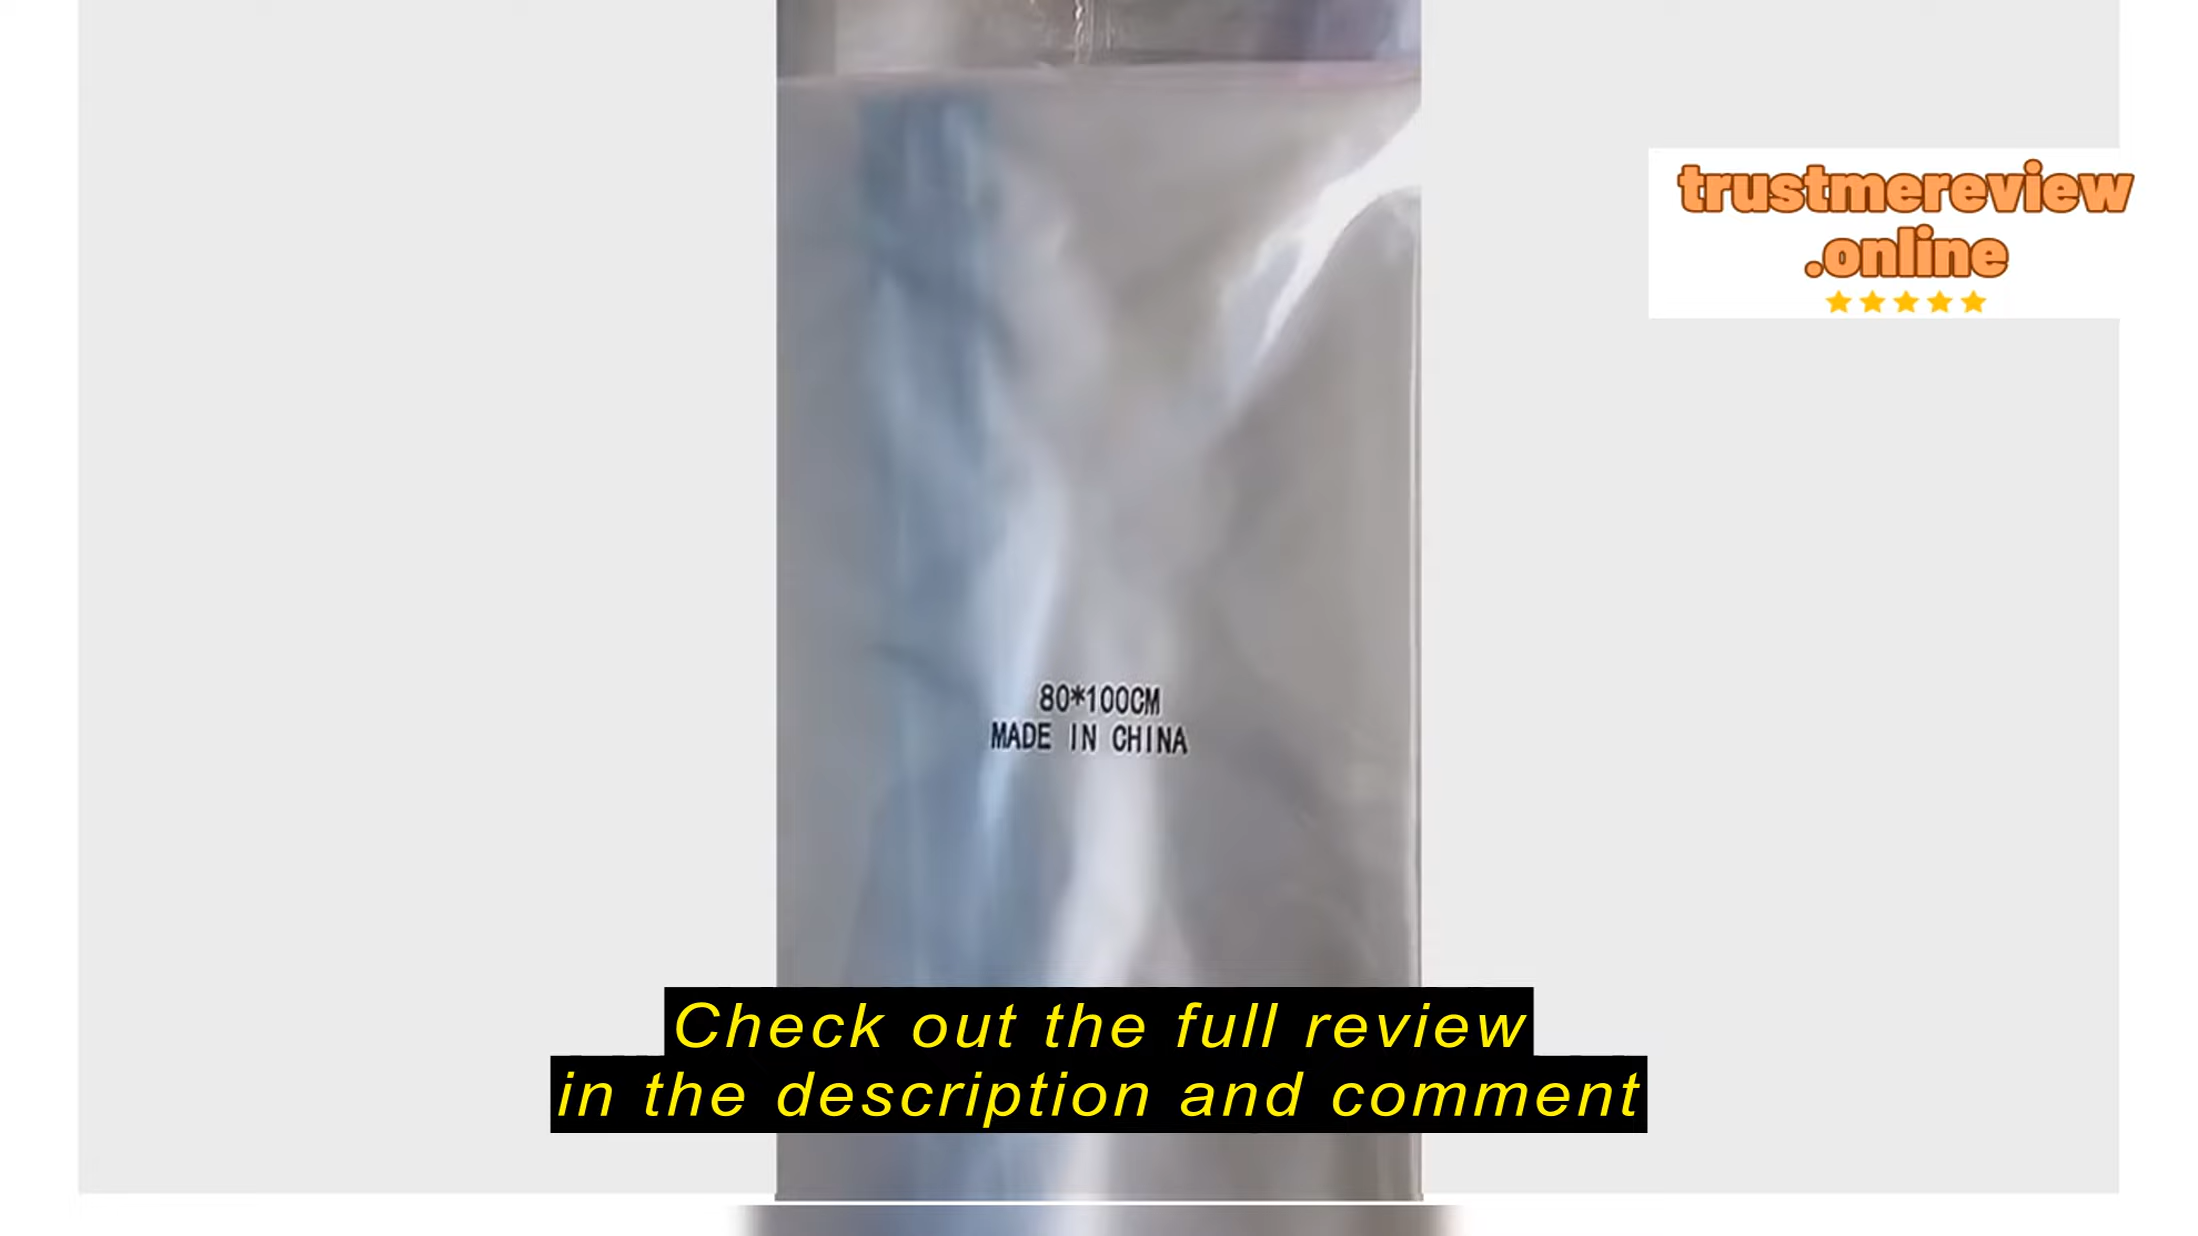 trustmereview
.online
80*100CM
MADE IN CHINA
Check out the full review
in the description and comment